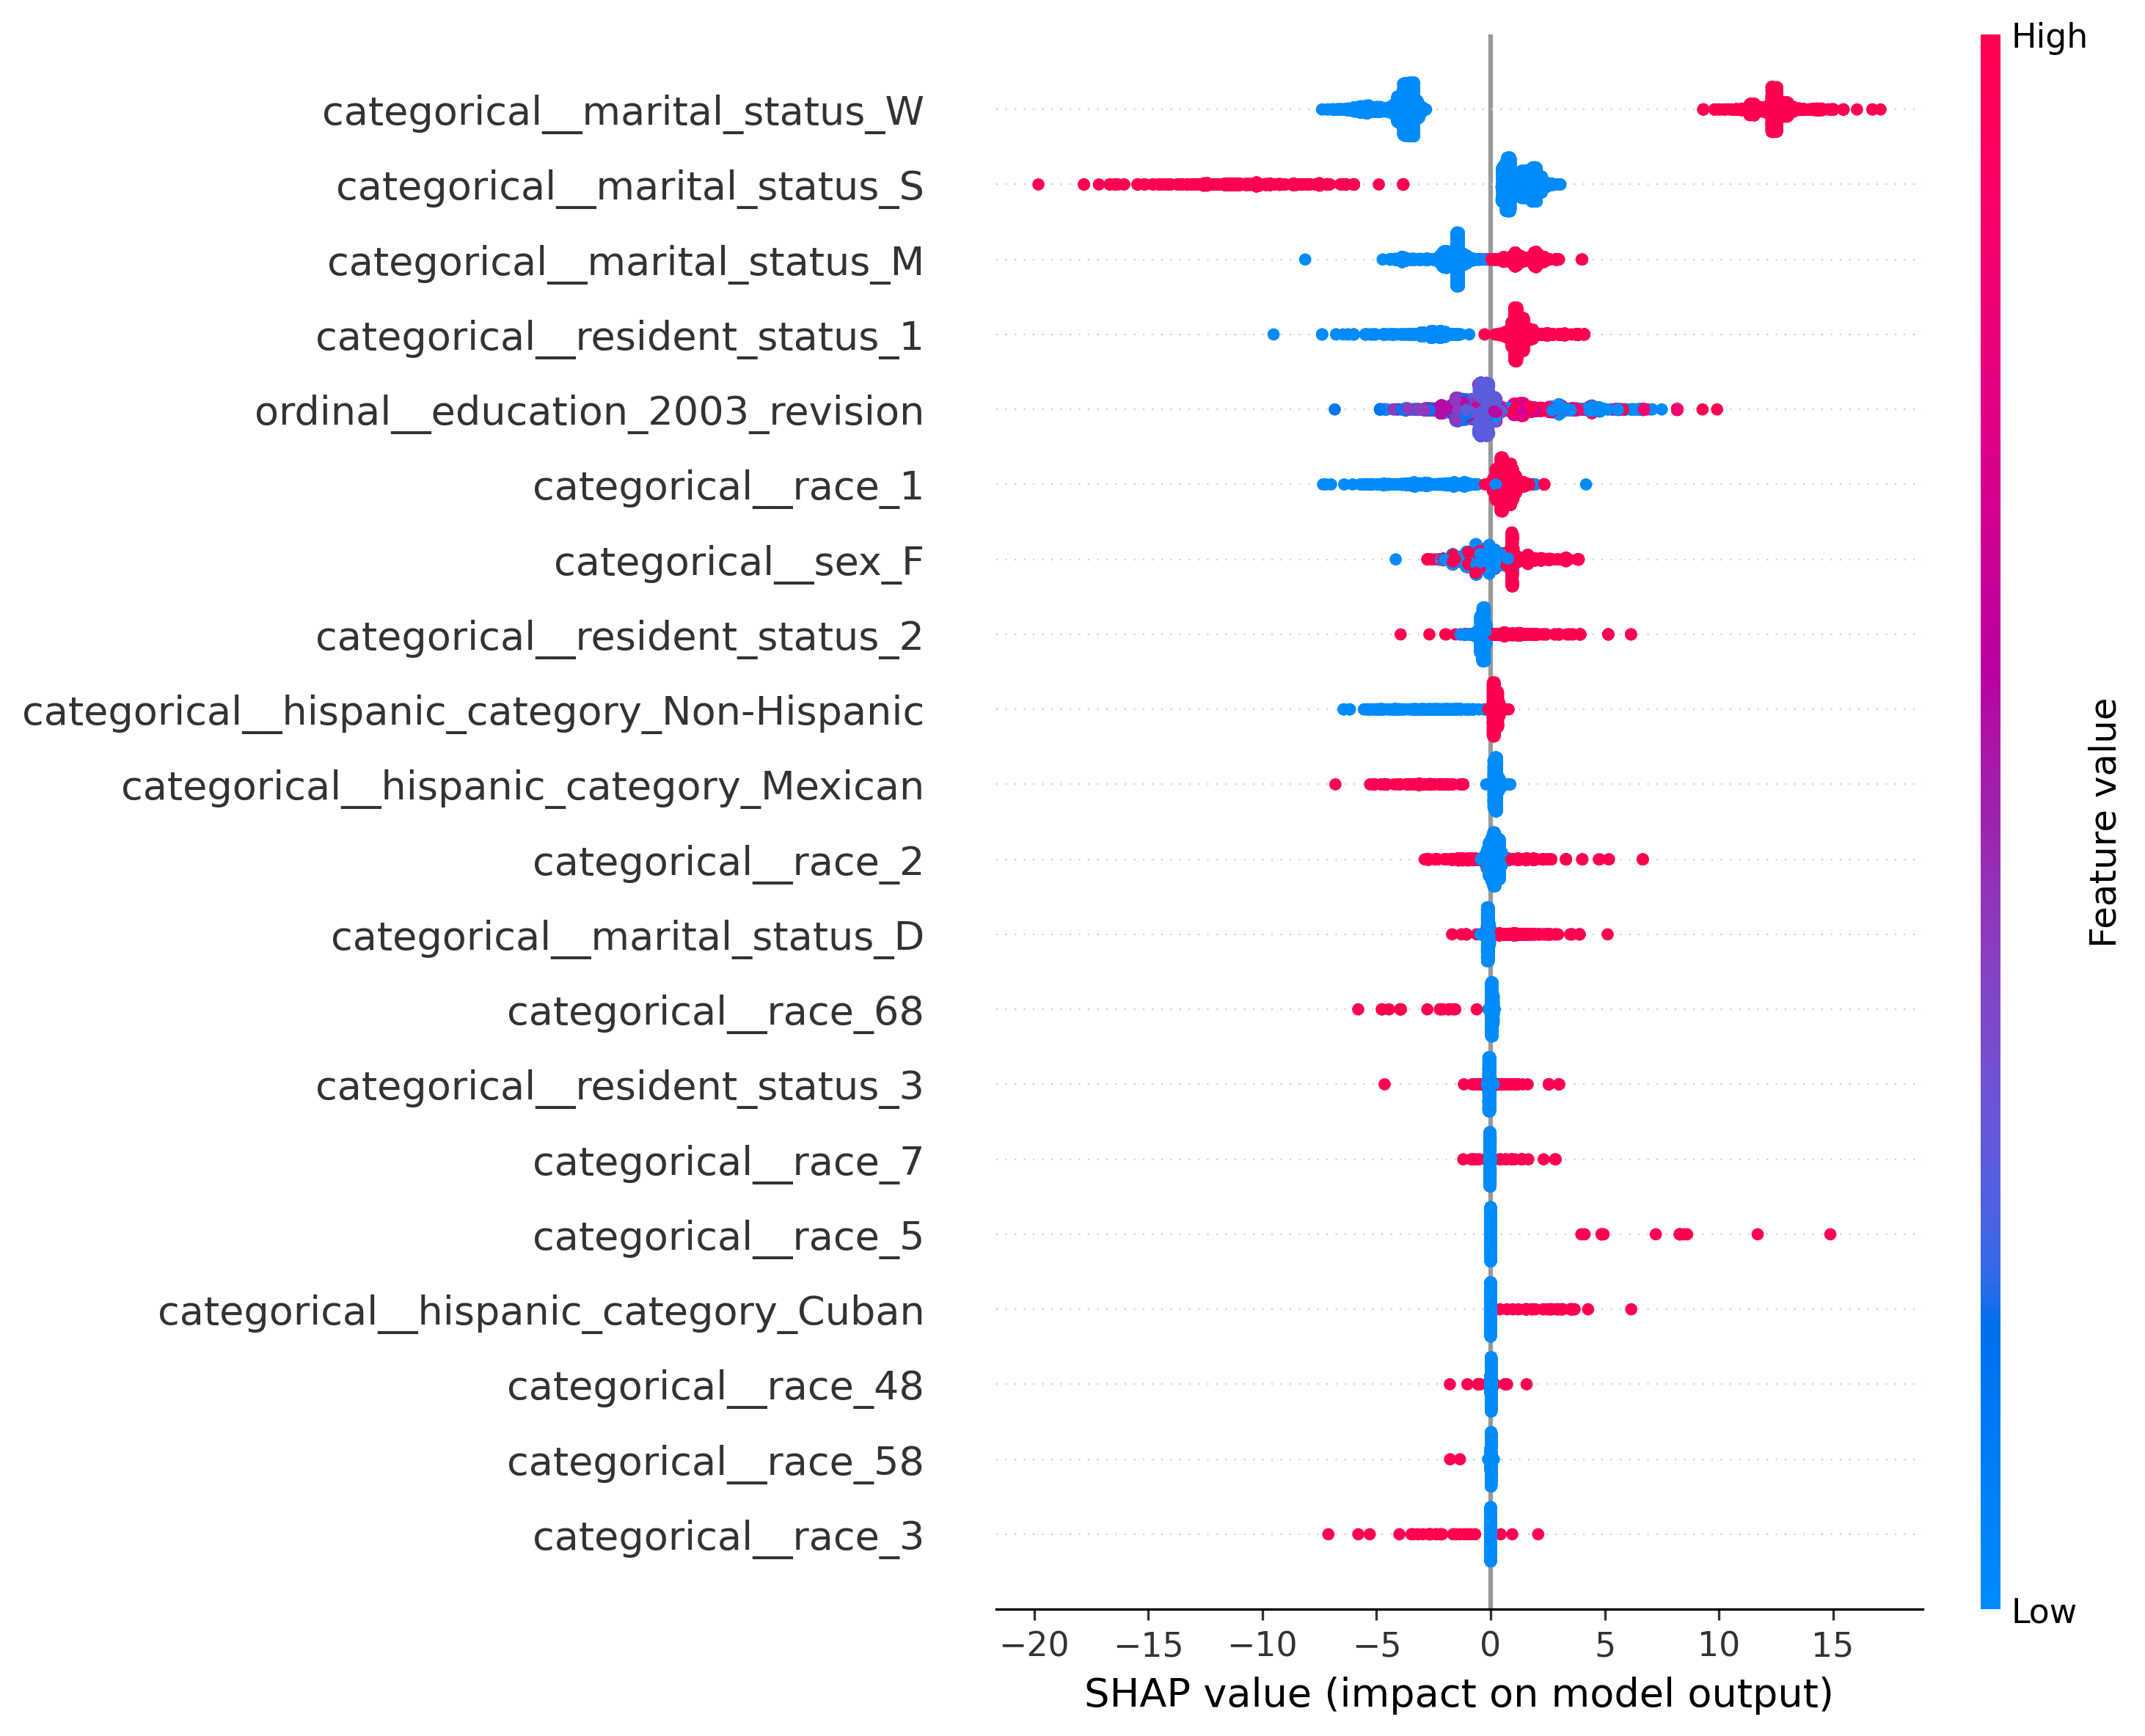 High
categorical__marital_status_W
categorical__marital_status_S
categorical__marital_status_M
categorical__resident_status_1
ordinal__education_2003_revision
categorical__race_1
categorical__sex_F
categorical__resident_status_2
categorical__hispanic_category_Non-Hispanic
categorical__hispanic_category_Mexican
categorical__race_2
categorical__marital_status_D
categorical__race_68
categorical__resident_status_3
categorical__race_7
categorical__race_5
categorical__hispanic_category_Cuban
categorical__race_48
categorical__race_58
categorical__race_3
Feature value
Low
−20 −15 −10 −5 0 5 10 15
SHAP value (impact on model output)